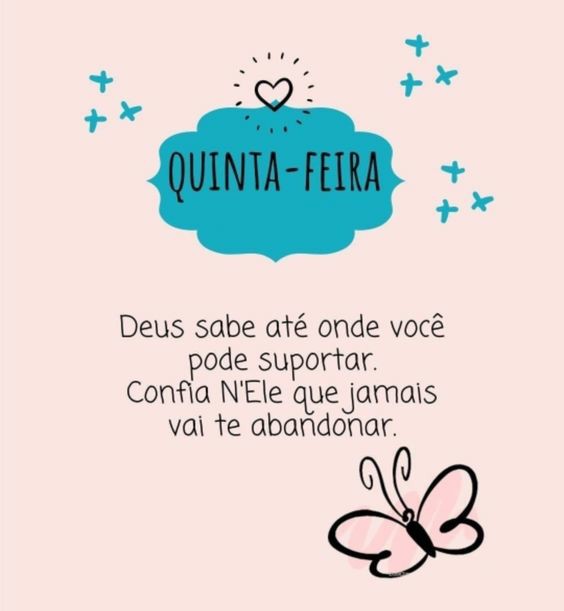 QUINTA-FEIRA
Deus sabe até onde você
pode suportar.
Confia N'Ele que jamais
vai te abandonar.